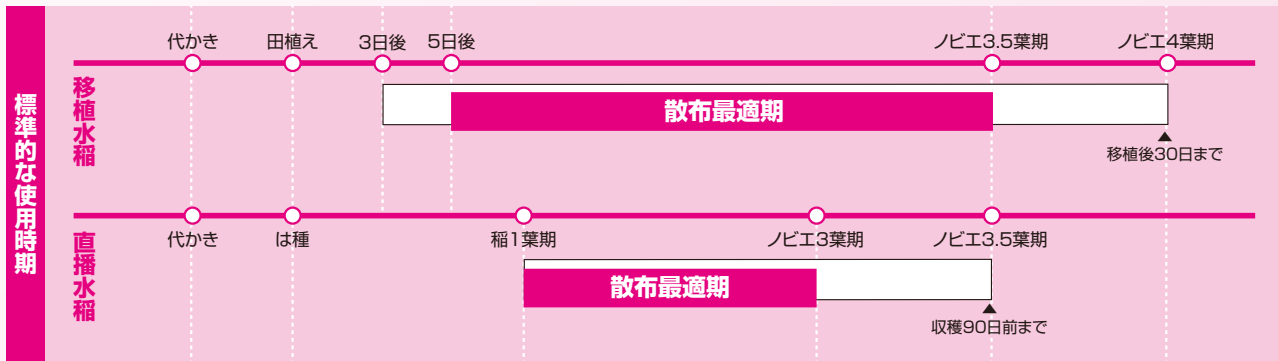 標準的な使用時期
移植水稲
代かき
田植え
3日後
5日後
ノビエ3.5葉期
ノビエ4葉期
散布最適期
移植後30日まで
直播水稲
代かき
は種
稲1葉期
ノビエ3葉期
ノビエ3.5葉期
散布最適期
収穫90日前まで